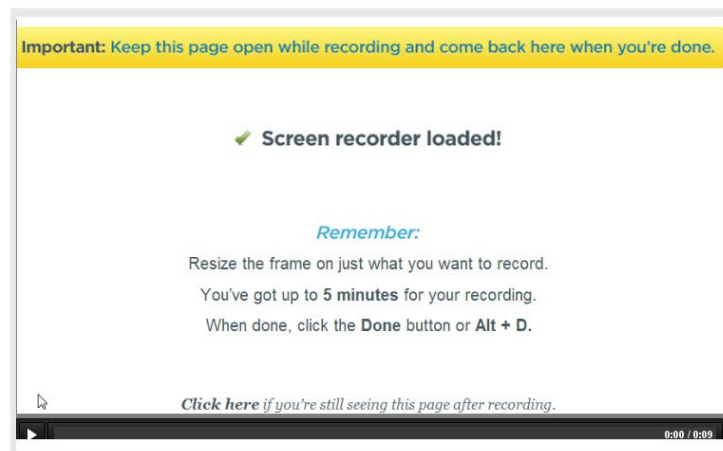 Important: Keep this page open while recording and come back here when you're done.
Screen recorder loaded!
Remember:
Resize the frame on just what you want to record.
You've got up to 5 minutes for your recording.
When done, click the Done button or Alt + D.
Click here if you're still seeing this page after recording.
0:00 / 0:09